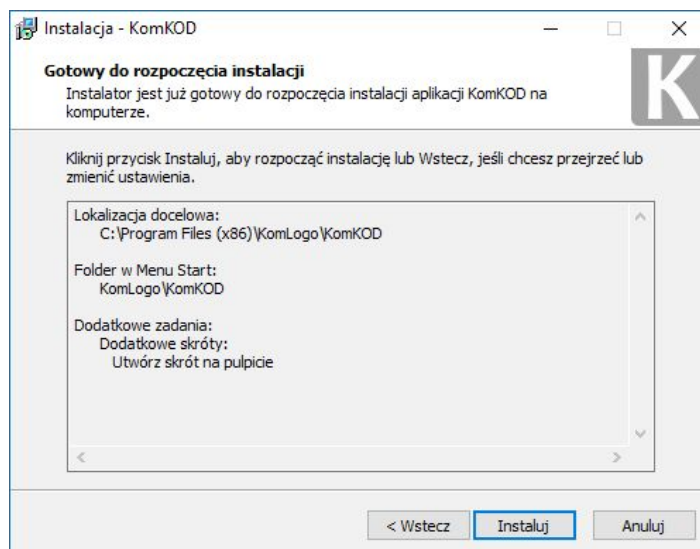 Instalacja - KomKOD
Gotowy do rozpoczęcia instalacji
Instalator jest już gotowy do rozpoczęcia instalacji aplikacji KomKOD na
komputerze.
K
Kliknij przycisk Instaluj, aby rozpocząć instalację lub Wstecz, jeśli chcesz przejrzeć lub
zmienić ustawienia.
Lokalizacja docelowa:
C:\Program Files (x86)\KomLogo\KomKOD
Folder w Menu Start:
KomLogo\KomKOD
Dodatkowe zadania:
Dodatkowe skróty:
Utwórz skrót na pulpicie
< Wstecz
Instaluj
Anuluj